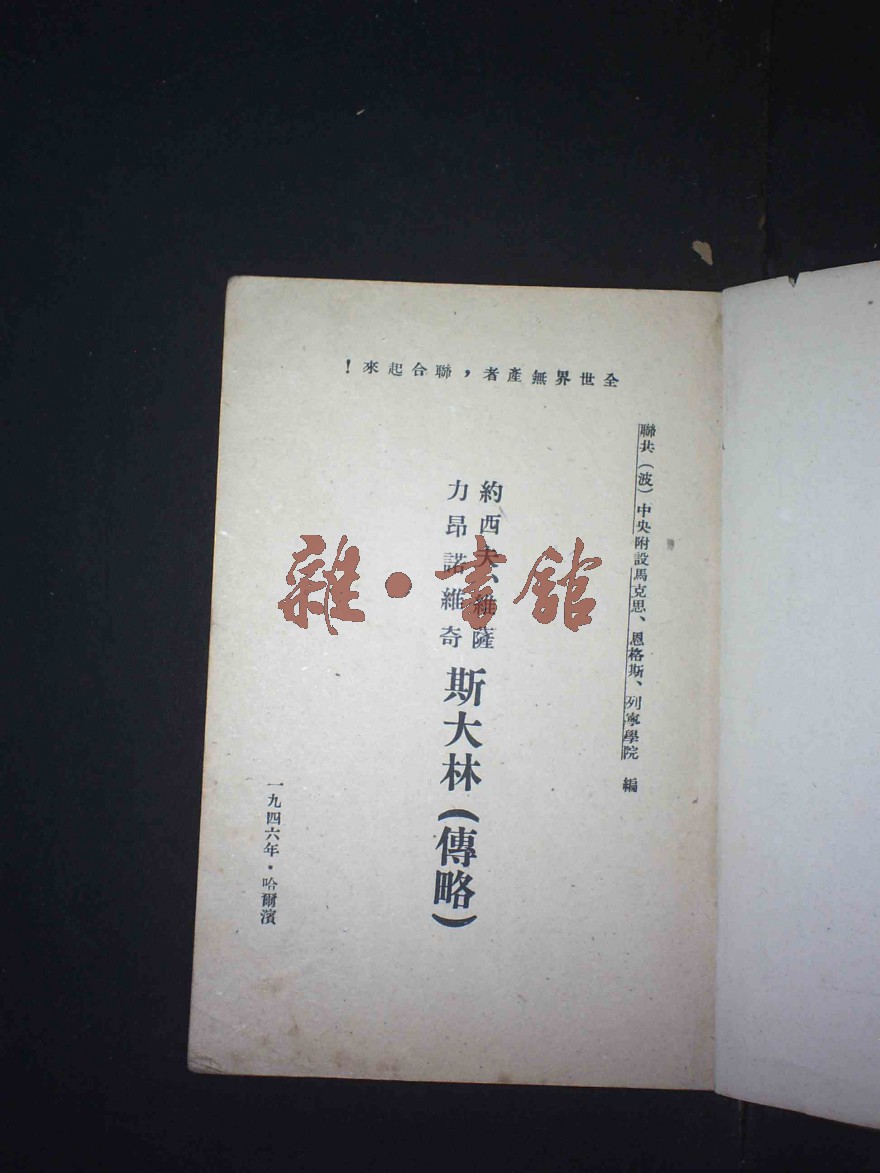 全世界無產者，聯合起來！
聯共（波）中央附設馬克思、恩格斯、列寧學院 編
約西夫、維薩
力昂諾維奇
斯大林（傳略）
一九四六年·哈爾濱
雜·書館